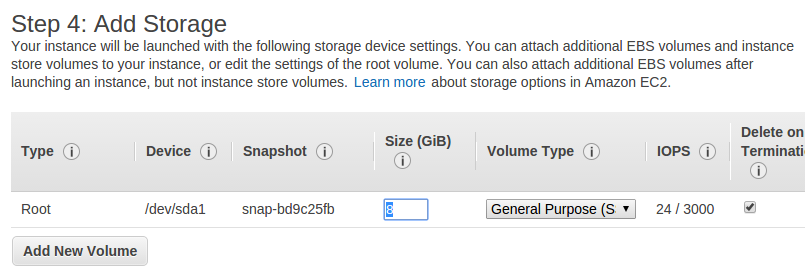 Step 4: Add Storage
Your instance will be launched with the following storage device settings. You can attach additional EBS volumes and instance
store volumes to your instance, or edit the settings of the root volume. You can also attach additional EBS volumes after
launching an instance, but not instance store volumes. Learn more about storage options in Amazon EC2.
Type Device Snapshot Size (GiB) Volume Type IOPS Delete on Terminati
Root /dev/sda1 snap-bd9c25fb 8 General Purpose (S 24 / 3000
Add New Volume